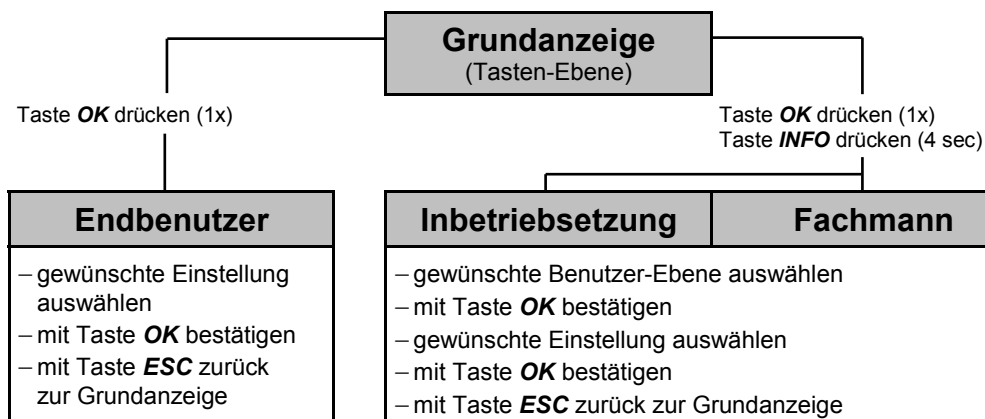 Grundanzeige
(Tasten-Ebene)
Taste OK drücken (1x)
Taste OK drücken (1x)
Taste INFO drücken (4 sec)
Endbenutzer
– gewünschte Einstellung
auswählen
– mit Taste OK bestätigen
– mit Taste ESC zurück
zur Grundanzeige
Inbetriebsetzung
Fachmann
– gewünschte Benutzer-Ebene auswählen
– mit Taste OK bestätigen
– gewünschte Einstellung auswählen
– mit Taste OK bestätigen
– mit Taste ESC zurück zur Grundanzeige